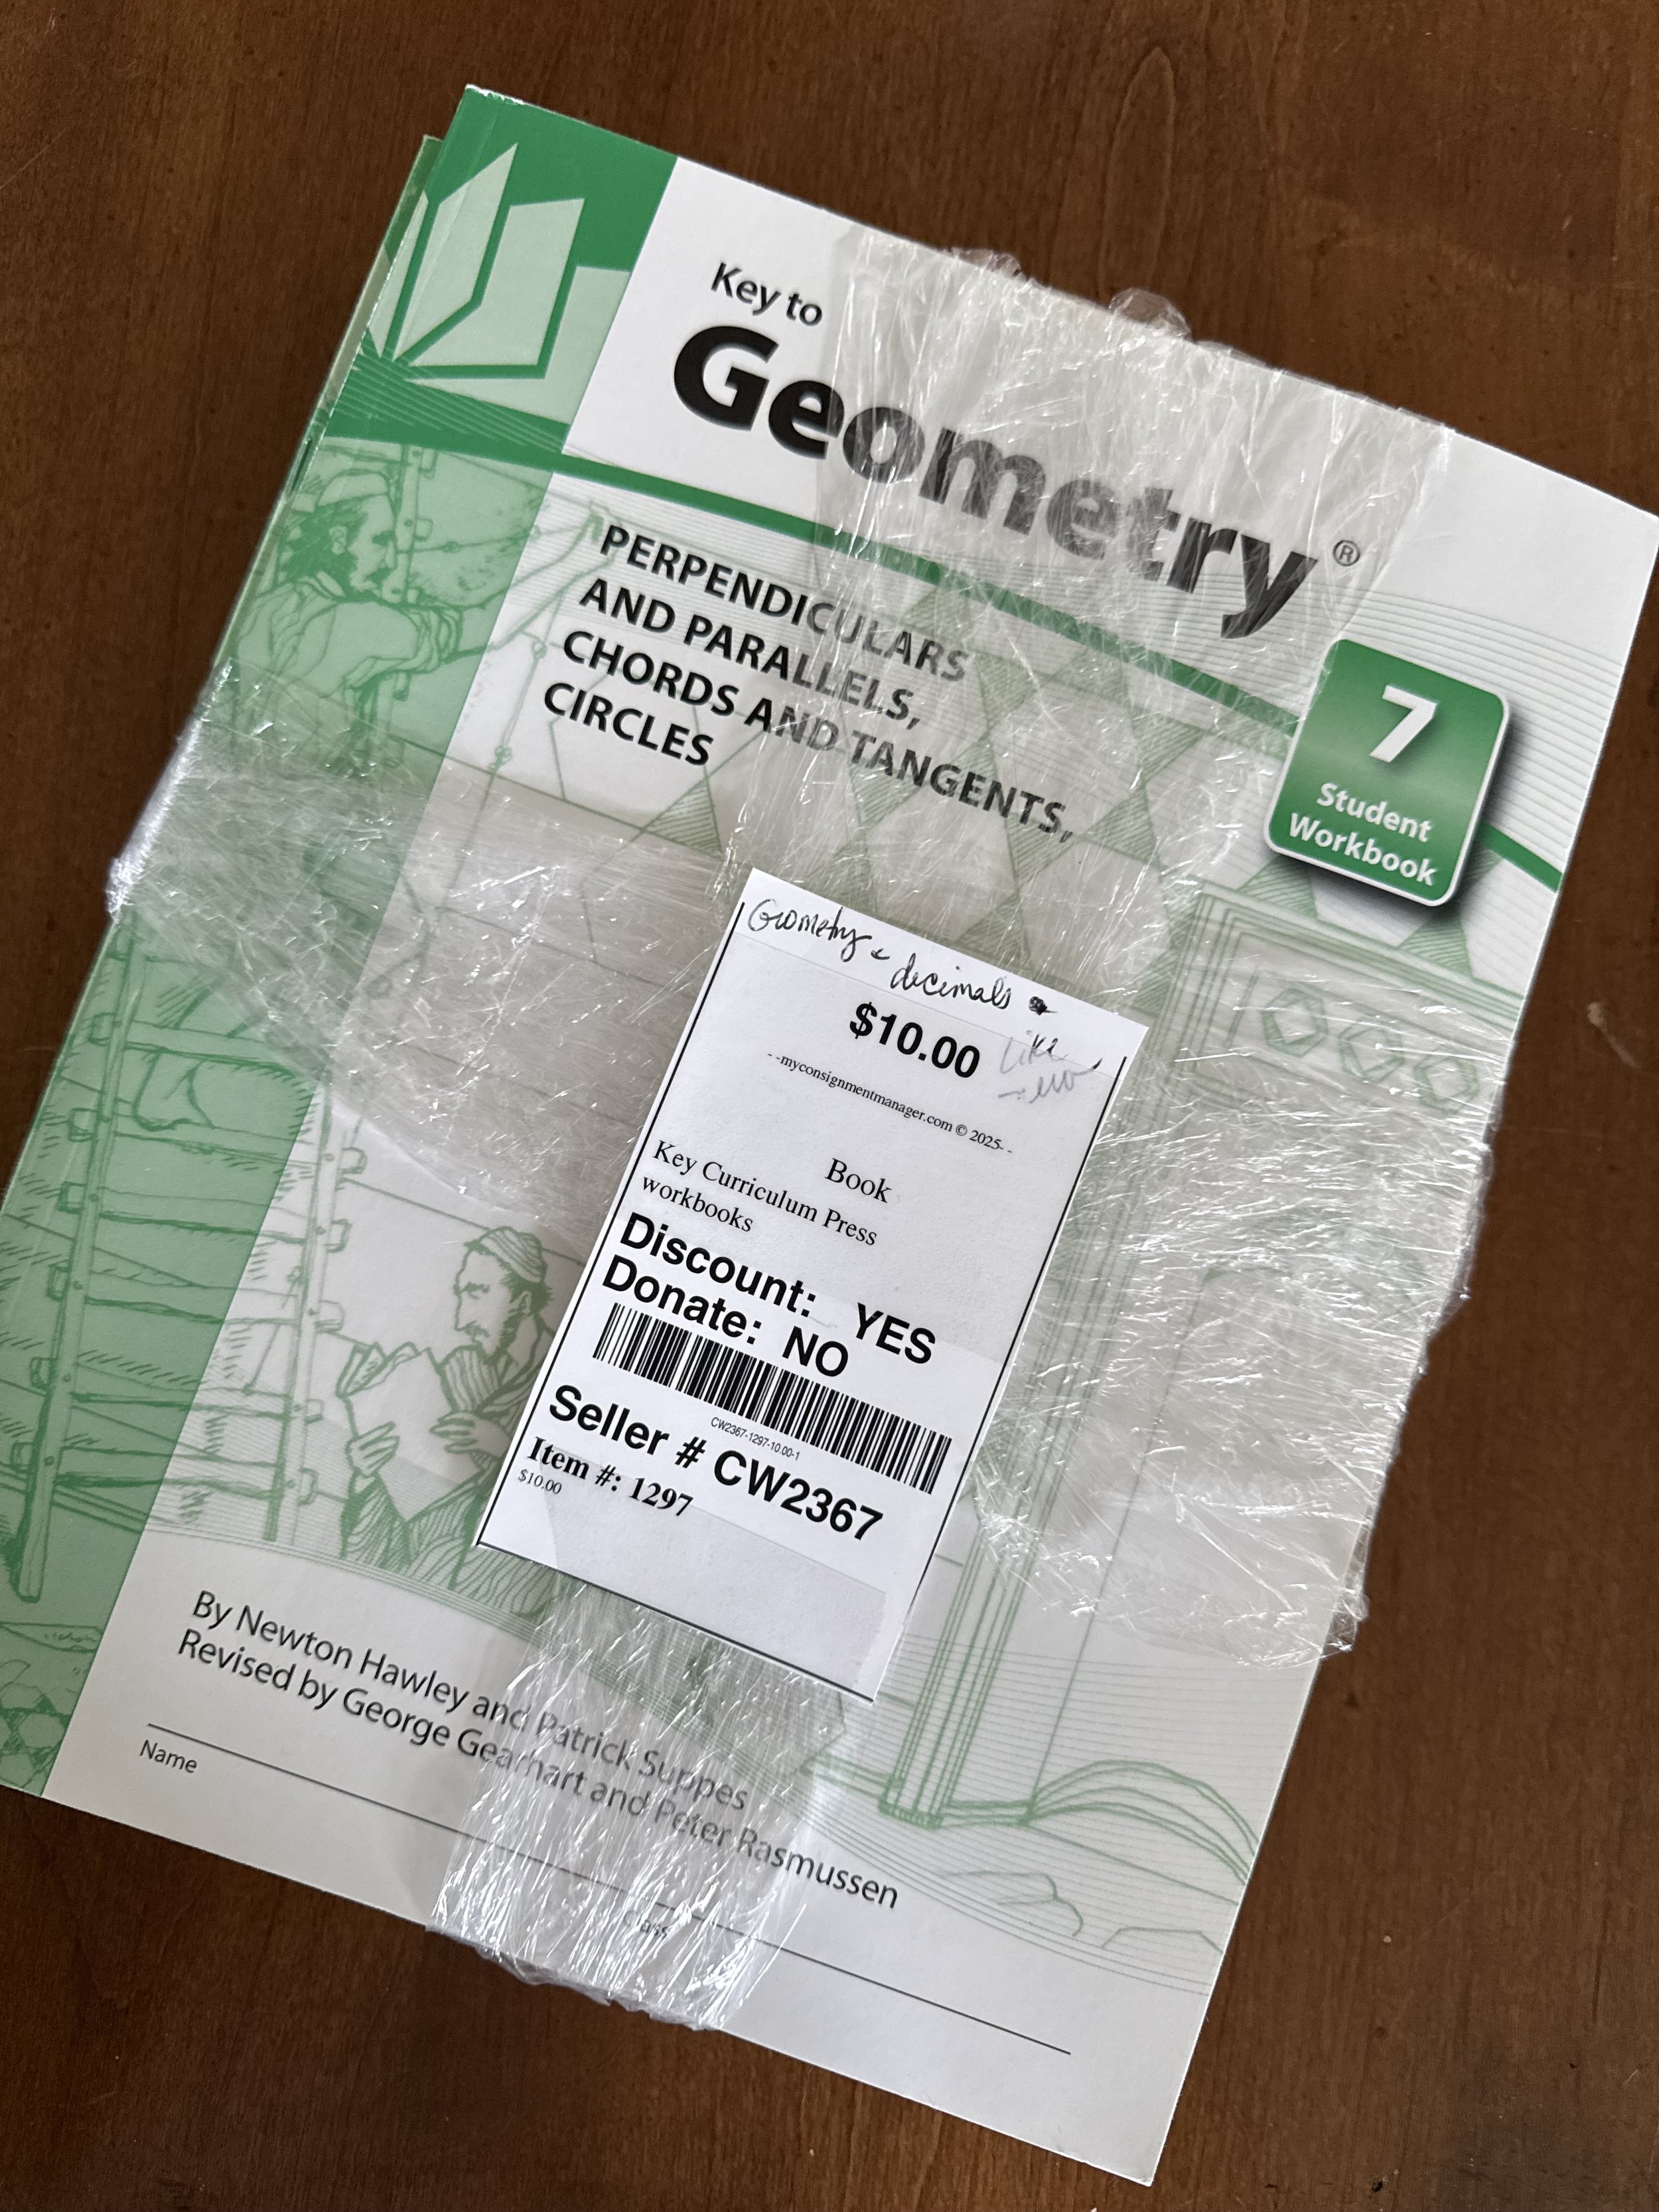 Key to
Geometry®
PERPENDICULARS
AND PARALLELS,
CHORDS AND TANGENTS,
CIRCLES
7
Student
Workbook
Geometry & decimals
$10.00
Like
new
--myconsignmentmanager.com © 2025--
Book
Key Curriculum Press
workbooks
Discount: YES
Donate: NO
CW2367-1297-10.00-1
Seller # CW2367
Item #: 1297
$10.00
By Newton Hawley and Patrick Suppes
Revised by George Gearhart and Peter Rasmussen
Name
Class